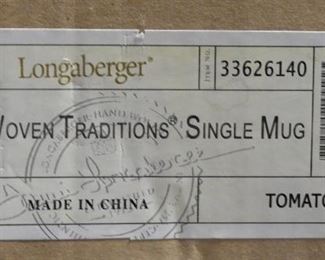 Longaberger®
ITEM NO.
33626140
WOVEN TRADITIONS® SINGLE MUG
MADE IN CHINA
TOMATO